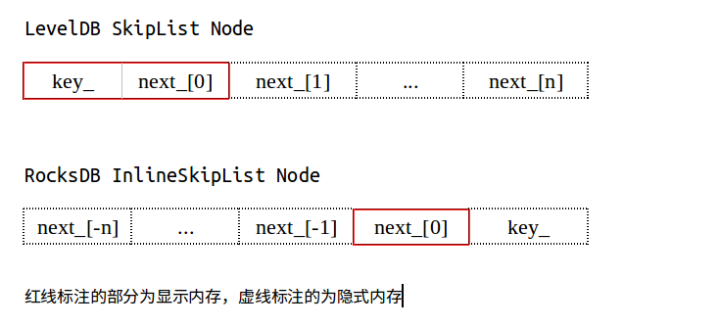 LevelDB SkipList Node
key_ next_[0] next_[1] ... next_[n]
RocksDB InlineSkipList Node
next_[-n] ... next_[-1] next_[0] key_
红线标注的部分为显示内存，虚线标注的为隐式内存